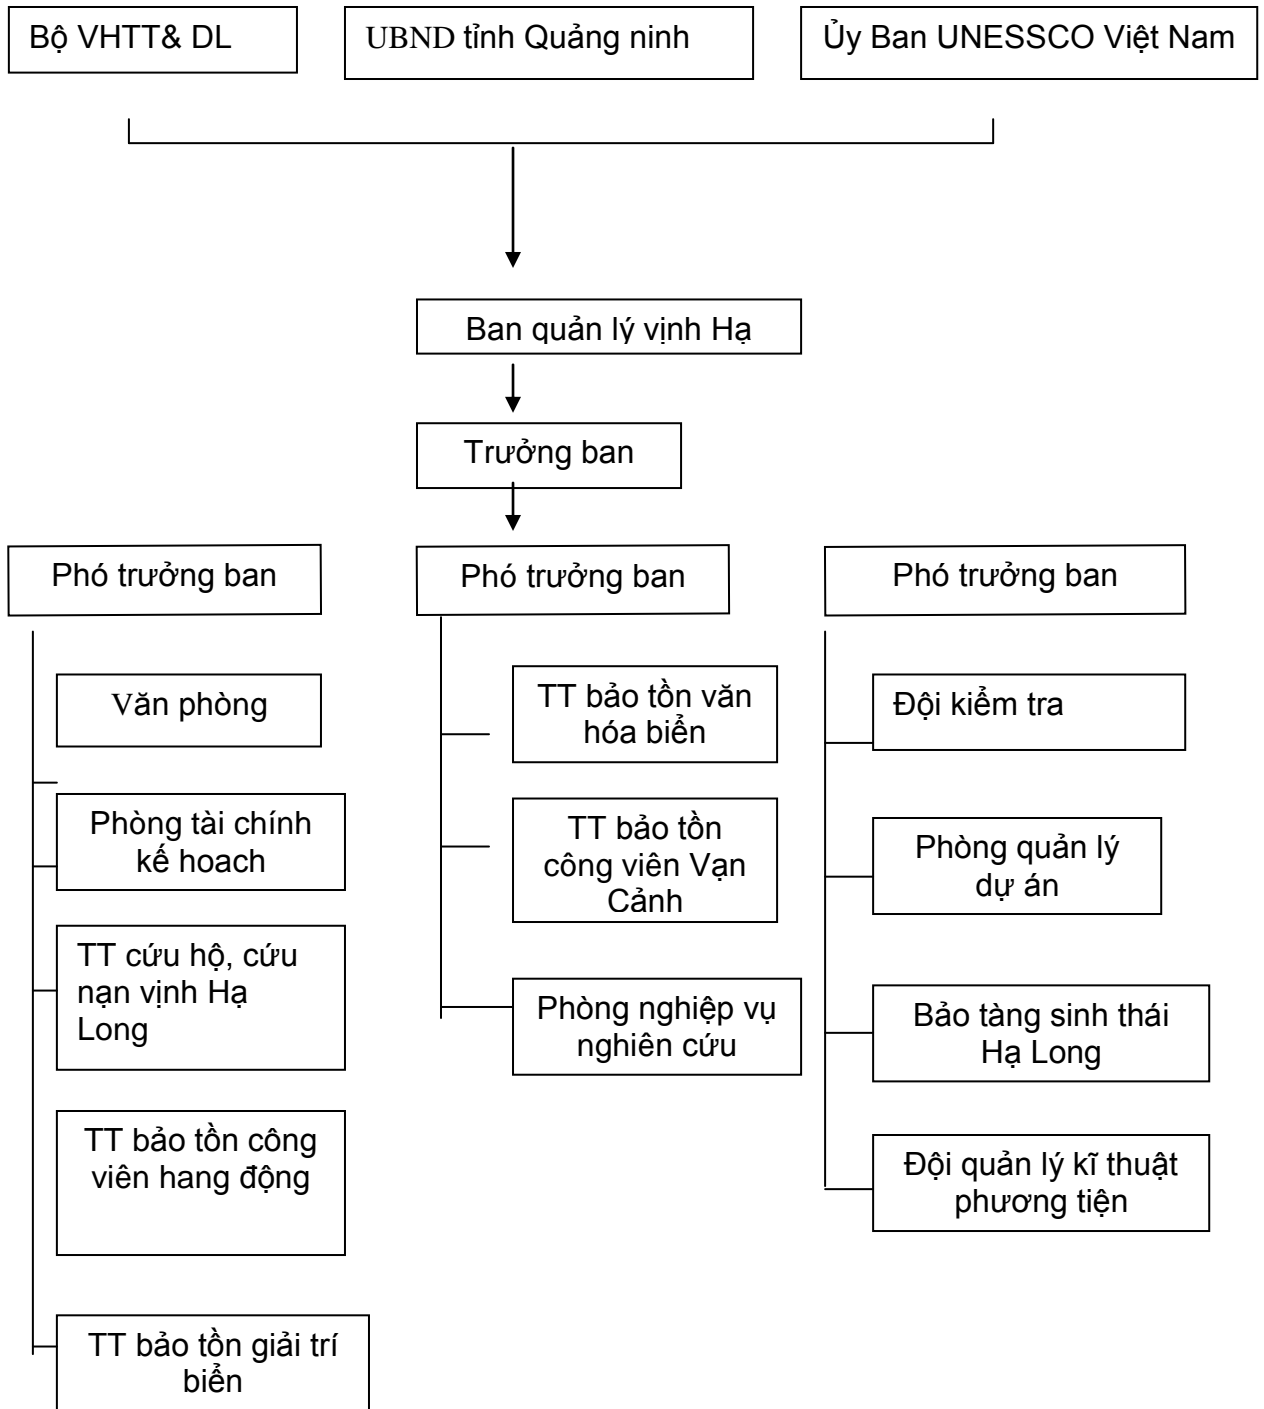 Bộ VHTT& DL
UBND tỉnh Quảng ninh
Ủy Ban UNESSCO Việt Nam
Ban quản lý vịnh Hạ
Trưởng ban
Phó trưởng ban
Phó trưởng ban
Phó trưởng ban
Văn phòng
Phòng tài chính
kế hoach
TT cứu hộ, cứu
nạn vịnh Hạ
Long
TT bảo tồn công
viên hang động
TT bảo tồn giải trí
biển
TT bảo tồn văn
hóa biển
TT bảo tồn
công viên Vạn
Cảnh
Phòng nghiệp vụ
nghiên cứu
Đội kiểm tra
Phòng quản lý
dự án
Bảo tàng sinh thái
Hạ Long
Đội quản lý kĩ thuật
phương tiện